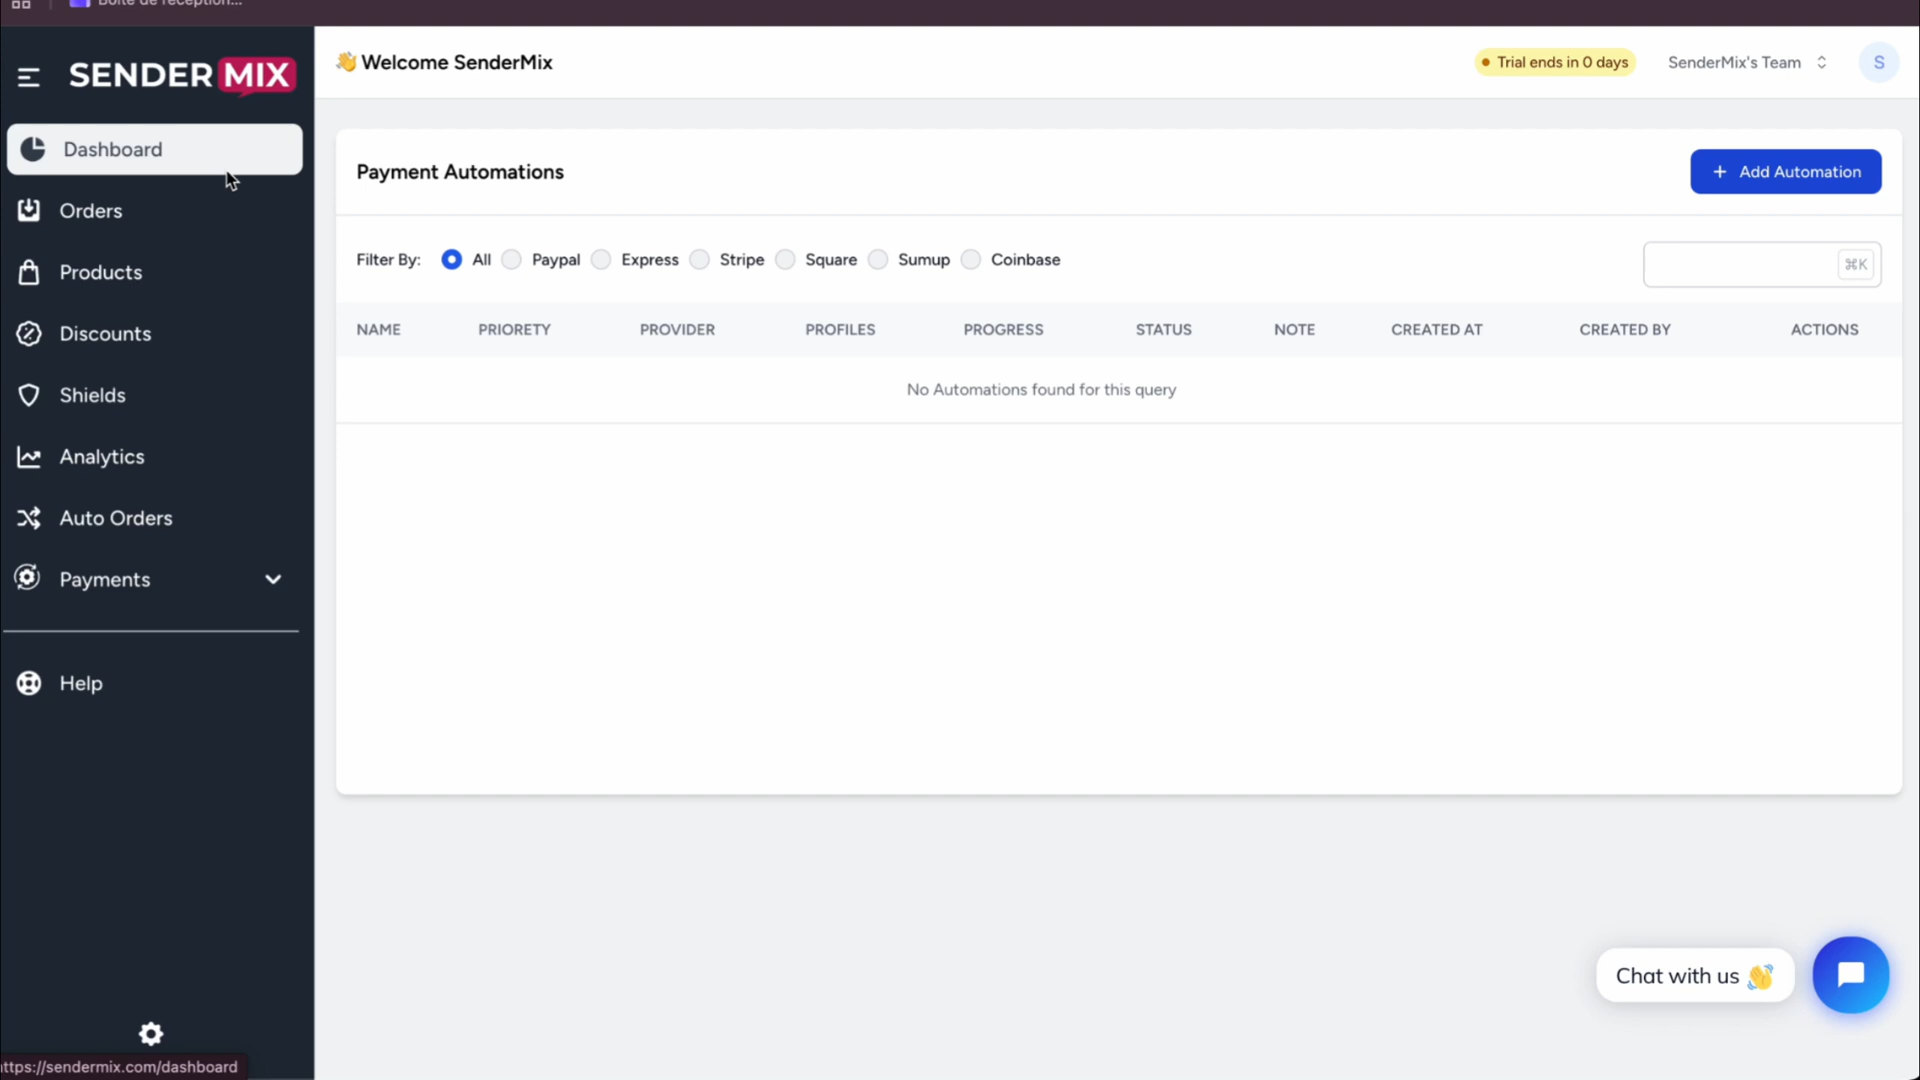 Boîte de réception...
SENDER MIX
👋 Welcome SenderMix
Trial ends in 0 days
SenderMix's Team
S
Dashboard
Orders
Products
Discounts
Shields
Analytics
Auto Orders
Payments
Help
Payment Automations
+ Add Automation
Filter By: All Paypal Express Stripe Square Sumup Coinbase
⌘K
NAME PRIORETY PROVIDER PROFILES PROGRESS STATUS NOTE CREATED AT CREATED BY ACTIONS
No Automations found for this query
Chat with us 👋
ttps://sendermix.com/dashboard